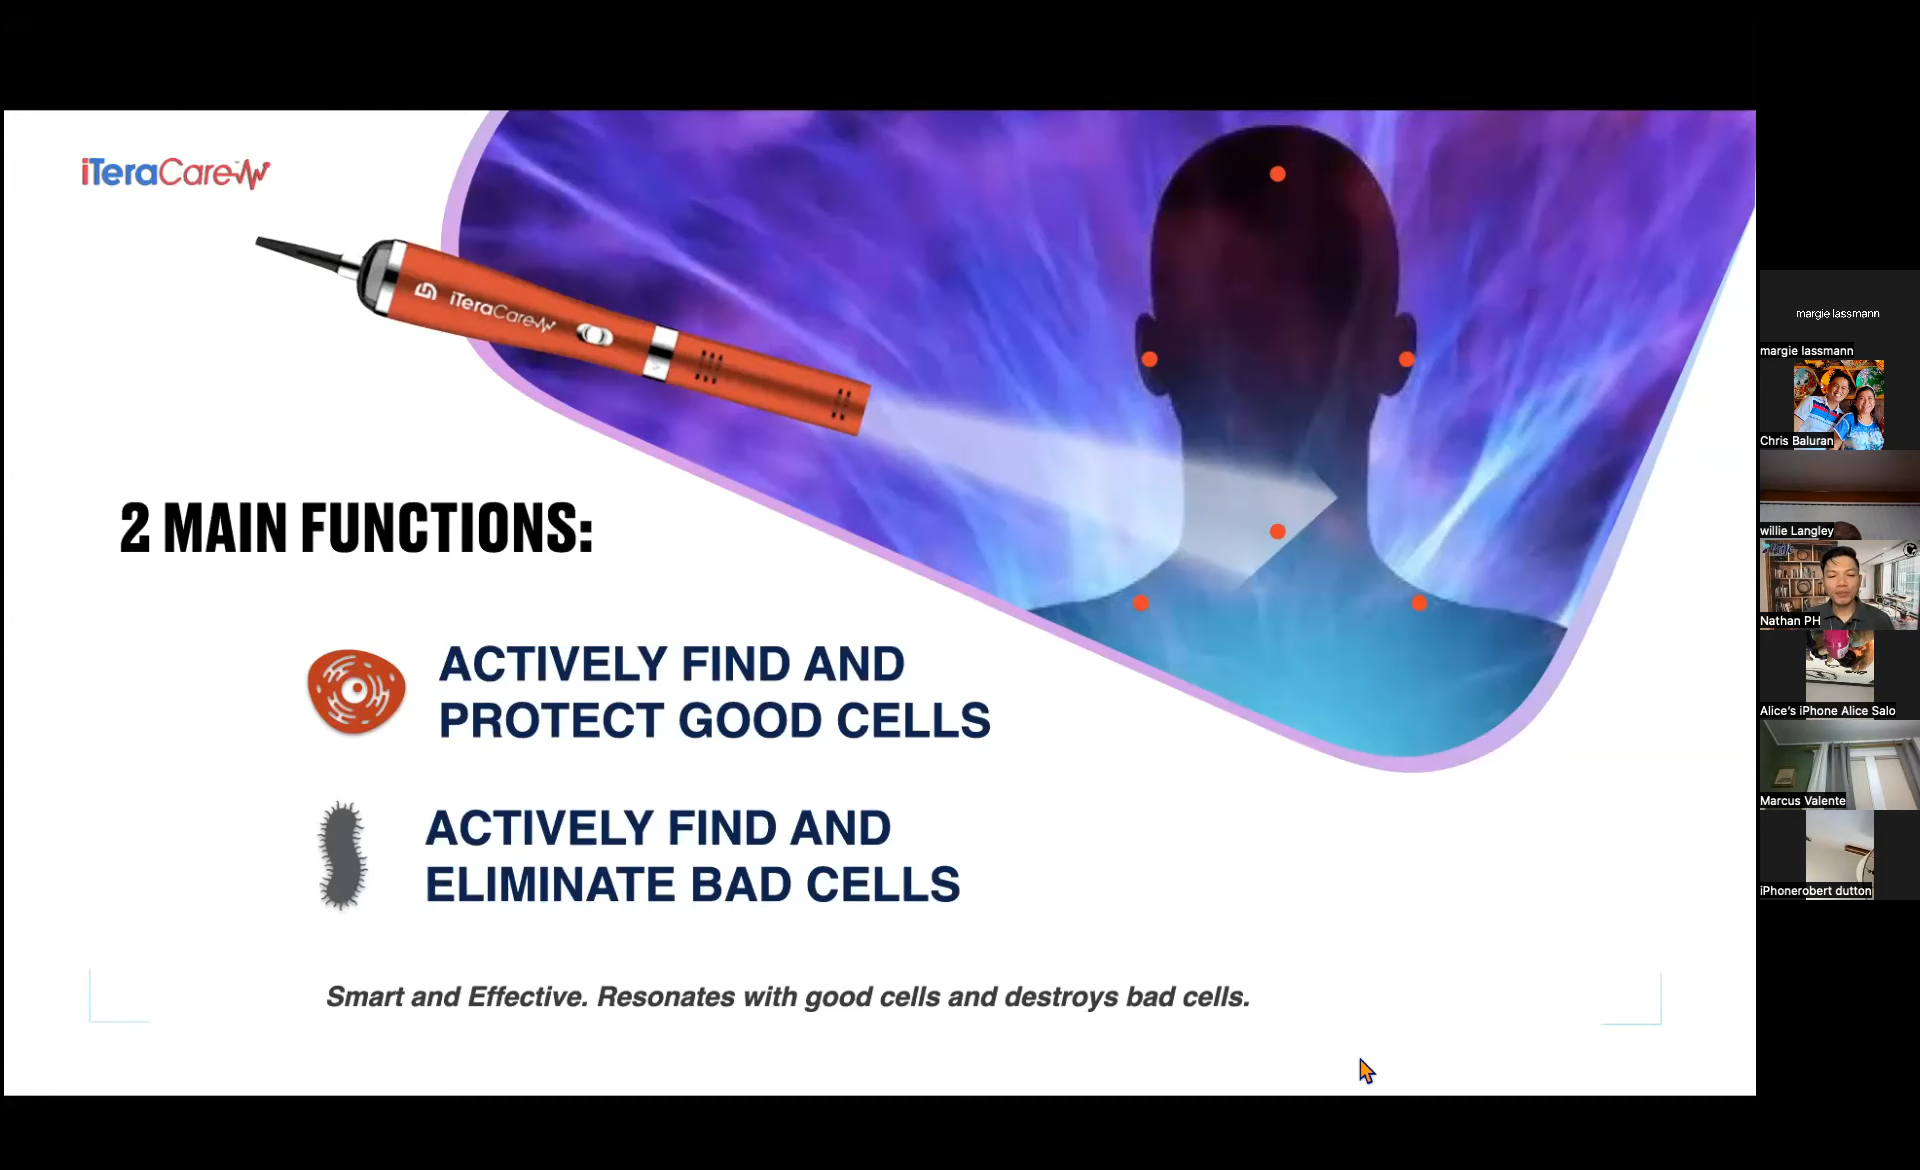 iTeraCare
iTeraCare
2 MAIN FUNCTIONS:
ACTIVELY FIND AND
PROTECT GOOD CELLS
ACTIVELY FIND AND
ELIMINATE BAD CELLS
Smart and Effective. Resonates with good cells and destroys bad cells.
margie lassmann
margie lassmann
Chris Baluran
willie Langley
Nathan PH
Alice's iPhone Alice Salo
Marcus Valente
iPhonerobert dutton